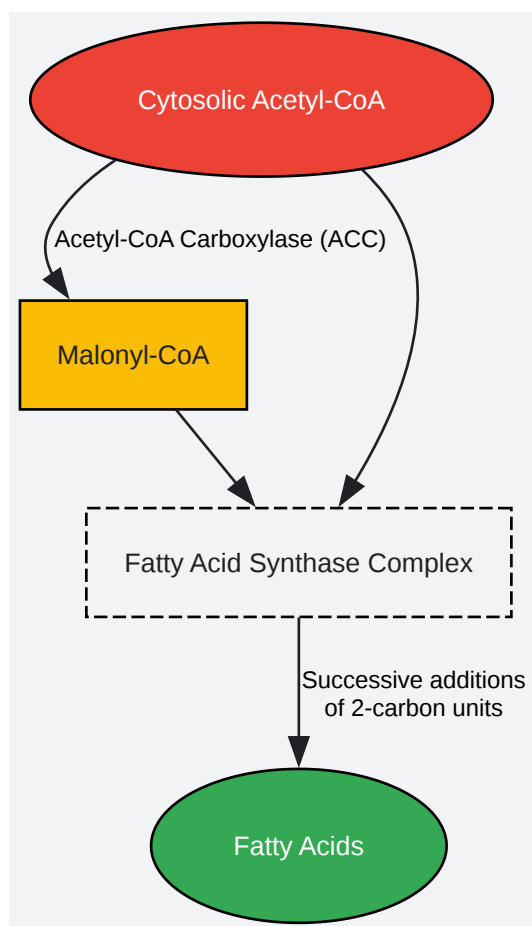 Cytosolic Acetyl-CoA
Acetyl-CoA Carboxylase (ACC)
Malonyl-CoA
Fatty Acid Synthase Complex
Successive additions
of 2-carbon units
Fatty Acids